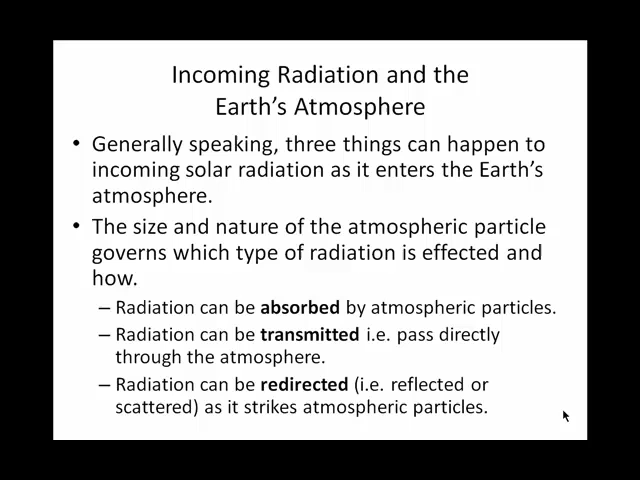 Incoming Radiation and the
Earth's Atmosphere
• Generally speaking, three things can happen to
incoming solar radiation as it enters the Earth's
atmosphere.
• The size and nature of the atmospheric particle
governs which type of radiation is effected and
how.
– Radiation can be absorbed by atmospheric particles.
– Radiation can be transmitted i.e. pass directly
through the atmosphere.
– Radiation can be redirected (i.e. reflected or
scattered) as it strikes atmospheric particles.